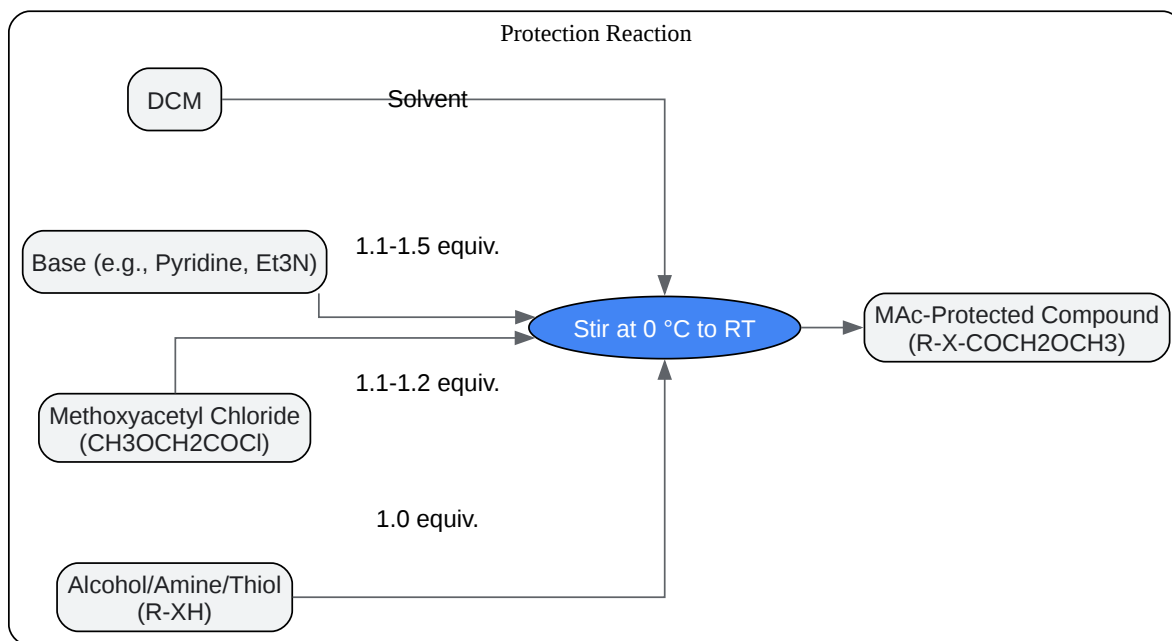 Protection Reaction
DCM
Solvent
Base (e.g., Pyridine, Et3N)
1.1-1.5 equiv.
Stir at 0 °C to RT
MAc-Protected Compound
(R-X-COCH2OCH3)
Methoxyacetyl Chloride
(CH3OCH2COCl)
1.1-1.2 equiv.
1.0 equiv.
Alcohol/Amine/Thiol
(R-XH)